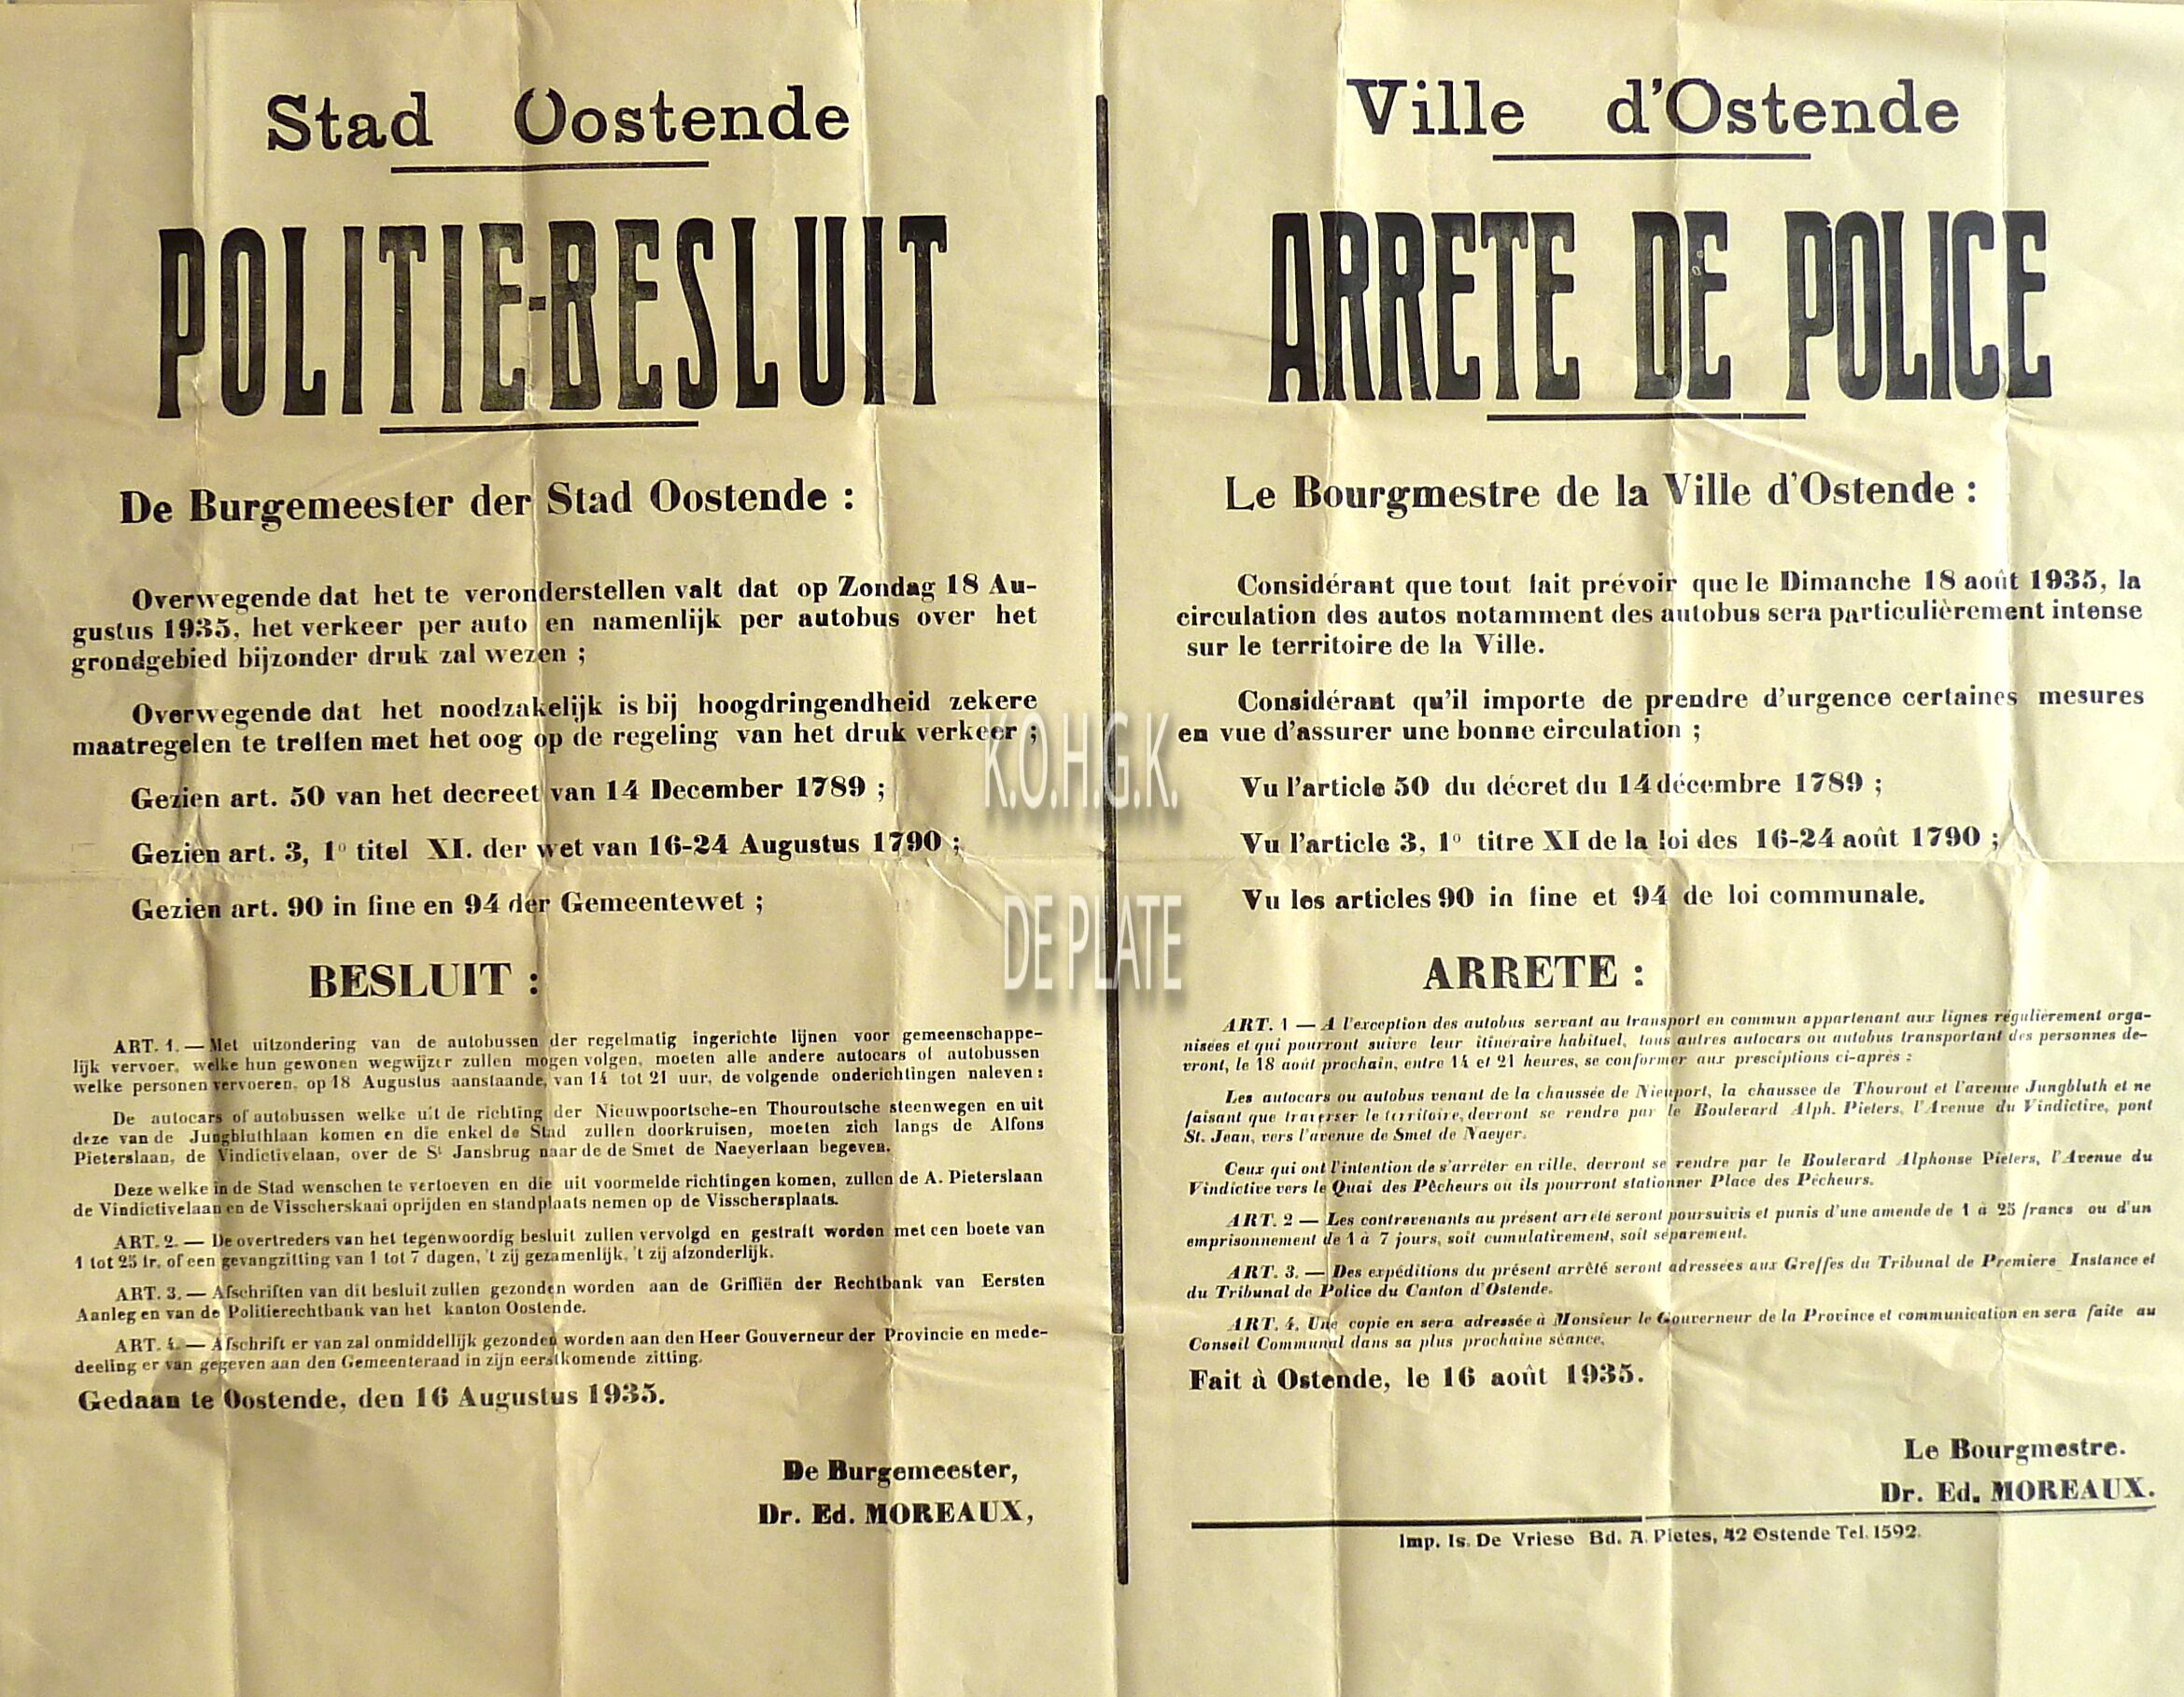 Stad Oostende
POLITIE-BESLUIT
De Burgemeester der Stad Oostende :
Overwegende dat het te veronderstellen valt dat op Zondag 18 Au-
gustus 1935, het verkeer per auto en namenlijk per autobus over het
grondgebied bijzonder druk zal wezen ;
Overwegende dat het noodzakelijk is bij hoogdringendheid zekere
maatregelen te treffen met het oog op de regeling van het druk verkeer ;
Gezien art. 50 van het decreet van 14 December 1789 ;
Gezien art. 3, 1° titel XI. der wet van 16-24 Augustus 1790 ;
Gezien art. 90 in fine en 94 der Gemeentewet ;
BESLUIT :
ART. 1. — Met uitzondering van de autobussen der regelmatig ingerichte lijnen voor gemeenschappe-
lijk vervoer, welke hun gewonen wegwijzer zullen mogen volgen, moeten alle andere autocars of autobussen
welke personen vervoeren, op 18 Augustus aanstaande, van 14 tot 21 uur, de volgende onderichtingen naleven :
De autocars of autobussen welke uit de richting der Nieuwpoortsche-en Thouroutsche steenwegen en uit
deze van de Jungbluthlaan komen en die enkel de Stad zullen doorkruisen, moeten zich langs de Alfons
Pieterslaan, de Vindictivelaan, over de St Jansbrug naar de de Smet de Naeyerlaan begeven.
Deze welke in de Stad wenschen te vertoeven en die uit voormelde richtingen komen, zullen de A. Pieterslaan
de Vindictivelaan en de Visscherskaai oprijden en standplaats nemen op de Visschersplaats.
ART. 2. — De overtreders van het tegenwoordig besluit zullen vervolgd en gestraft worden met een boete van
1 tot 25 fr. of een gevangzitting van 1 tot 7 dagen, 't zij gezamenlijk, 't zij afzonderlijk.
ART. 3. — Afschriften van dit besluit zullen gezonden worden aan de Griffiën der Rechtbank van Eersten
Aanleg en van de Politierechtbank van het kanton Oostende.
ART. 4. — Afschrift er van zal onmiddellijk gezonden worden aan den Heer Gouverneur der Provincie en mede-
deeling er van gegeven aan den Gemeenteraad in zijn eerstkomende zitting.
Gedaan te Oostende, den 16 Augustus 1935.
De Burgemeester,
Dr. Ed. MOREAUX,
K.O.H.G.K.
DE PLATE
Ville d'Ostende
ARRETE DE POLICE
Le Bourgmestre de la Ville d'Ostende :
Considérant que tout fait prévoir que le Dimanche 18 août 1935, la
circulation des autos notamment des autobus sera particulièrement intense
sur le territoire de la Ville.
Considérant qu'il importe de prendre d'urgence certaines mesures
en vue d'assurer une bonne circulation ;
Vu l'article 50 du décret du 14 décembre 1789 ;
Vu l'article 3, 1° titre XI de la loi des 16-24 août 1790 ;
Vu les articles 90 in fine et 94 de loi communale.
ARRETE :
ART. 1 — A l'exception des autobus servant au transport en commun appartenant aux lignes régulièrement orga-
nisées et qui pourront suivre leur itinéraire habituel, tous autres autocars ou autobus transportant des personnes de-
vront, le 18 août prochain, entre 14 et 21 heures, se conformer aux presciptions ci-après :
Les autocars ou autobus venant de la chaussée de Nieuport, la chaussee de Thourout et l'avenue Jungbluth et ne
faisant que traverser le territoire, devront se rendre par le Boulevard Alph. Pieters, l'Avenue du Vindictive, pont
St. Jean, vers l'avenue de Smet de Naeyer.
Ceux qui ont l'intention de s'arrêter en ville, devront se rendre par le Boulevard Alphonse Pieters, l'Avenue du
Vindictive vers le Quai des Pêcheurs ou ils pourront stationner Place des Pêcheurs.
ART. 2 — Les contrevenants au présent arrêté seront poursuivis et punis d'une amende de 1 à 25 francs ou d'un
emprisonnement de 1 à 7 jours, soit cumulativement, soit séparement.
ART. 3. — Des expéditions du présent arrêté seront adressées aux Greffes du Tribunal de Premiere Instance et
du Tribunal de Police du Canton d'Ostende.
ART. 4. Une copie en sera adressée à Monsieur le Gouverneur de la Province et communication en sera faite au
Conseil Communal dans sa plus prochaine séance.
Fait à Ostende, le 16 août 1935.
Le Bourgmestre.
Dr. Ed. MOREAUX.
Imp. Is. De Vriese Bd. A. Pietes, 42 Ostende Tel. 1592.